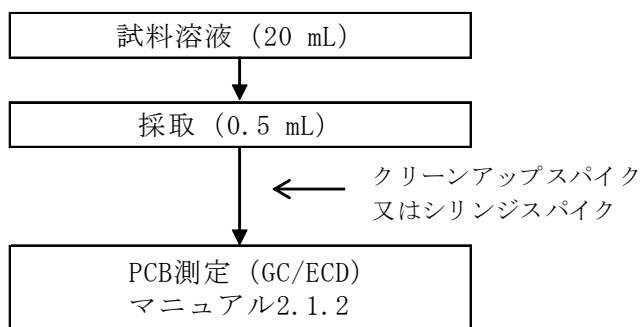 試料溶液 (20 mL)
採取 (0.5 mL)
クリーンアップスパイク
又はシリンジスパイク
PCB測定 (GC/ECD)
マニュアル2.1.2